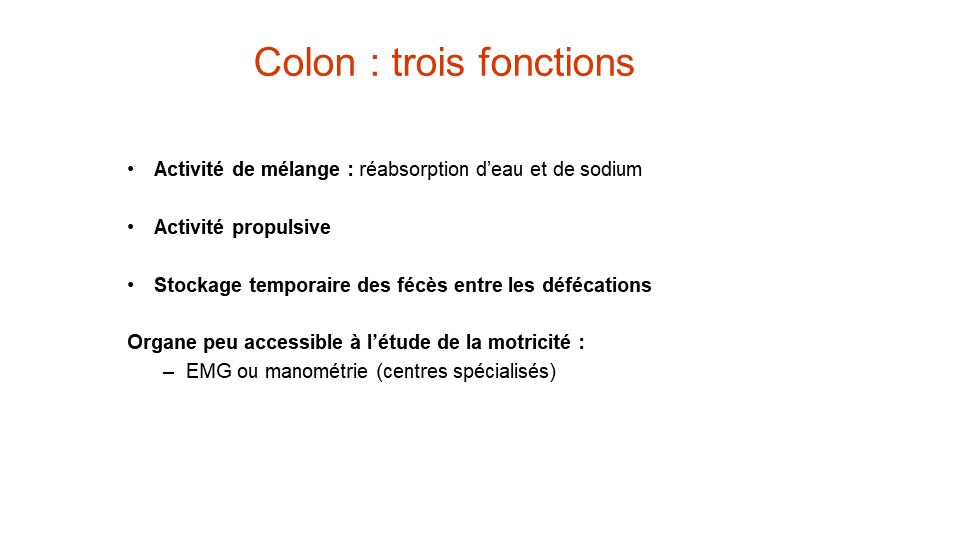 Colon : trois fonctions
• Activité de mélange : réabsorption d’eau et de sodium
• Activité propulsive
• Stockage temporaire des fécès entre les défécations
Organe peu accessible à l’étude de la motricité :
– EMG ou manométrie (centres spécialisés)